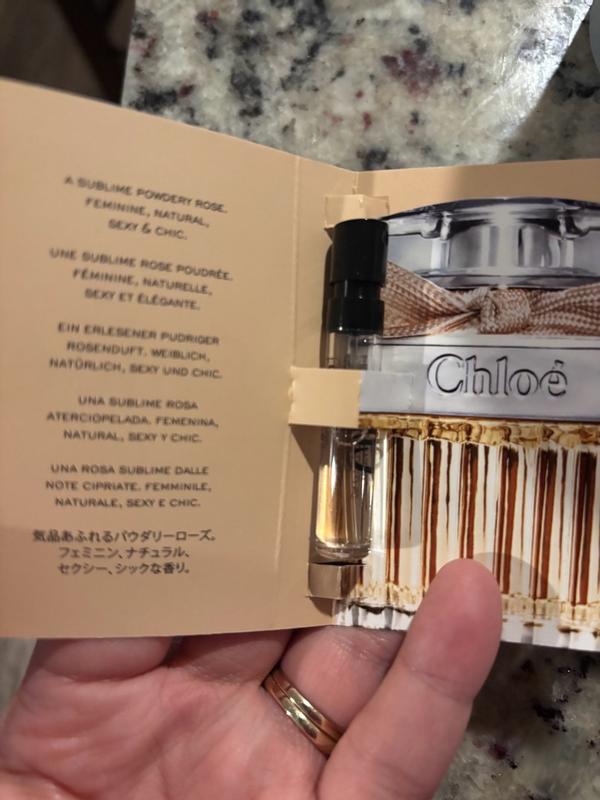 A SUBLIME POWDERY ROSE.
FEMININE, NATURAL,
SEXY & CHIC.
UNE SUBLIME ROSE POUDRÉE.
FÉMININE, NATURELLE,
SEXY ET ÉLÉGANTE.
EIN ERLESENER PUDRIGER
ROSENDUFT. WEIBLICH,
NATÜRLICH, SEXY UND CHIC.
UNA SUBLIME ROSA
ATERCIOPELADA. FEMENINA,
NATURAL, SEXY Y CHIC.
UNA ROSA SUBLIME DALLE
NOTE CIPRIATE. FEMMINILE,
NATURALE, SEXY E CHIC.
気品あふれるパウダリーローズ。
フェミニン、ナチュラル、
セクシー、シックな香り。
Chloé